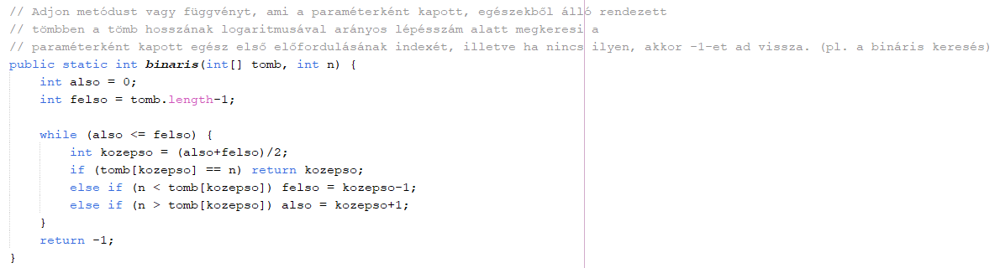 // Adjon metódust vagy függvényt, ami a paraméterként kapott, egészekből álló rendezett
// tömbben a tömb hosszának logaritmusával arányos lépésszám alatt megkeresi a
// paraméterként kapott egész első előfordulásának indexét, illetve ha nincs ilyen, akkor -1-et ad vissza. (pl. a bináris keresés)
public static int binaris(int[] tomb, int n) {
    int also = 0;
    int felso = tomb.length-1;

    while (also <= felso) {
        int kozepso = (also+felso)/2;
        if (tomb[kozepso] == n) return kozepso;
        else if (n < tomb[kozepso]) felso = kozepso-1;
        else if (n > tomb[kozepso]) also = kozepso+1;
    }
    return -1;
}